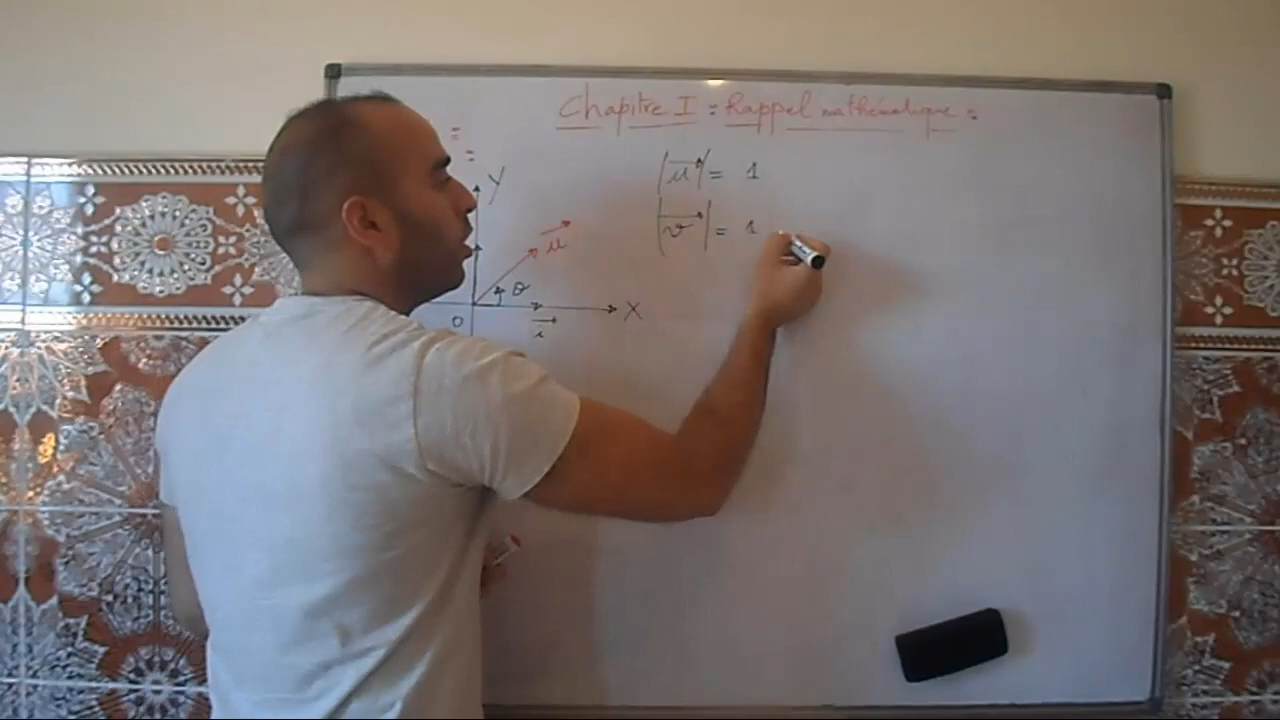 Chapitre I : Rappel mathématique :
|u⃗| = 1
|v⃗| = 1
Y
u⃗
θ
O
X
i⃗